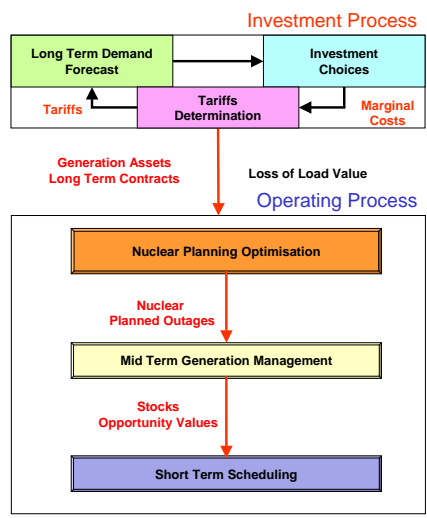 Investment Process
Long Term Demand
Forecast
Investment
Choices
Tariffs
Tariffs
Determination
Marginal
Costs
Generation Assets
Long Term Contracts
Loss of Load Value
Operating Process
Nuclear Planning Optimisation
Nuclear
Planned Outages
Mid Term Generation Management
Stocks
Opportunity Values
Short Term Scheduling